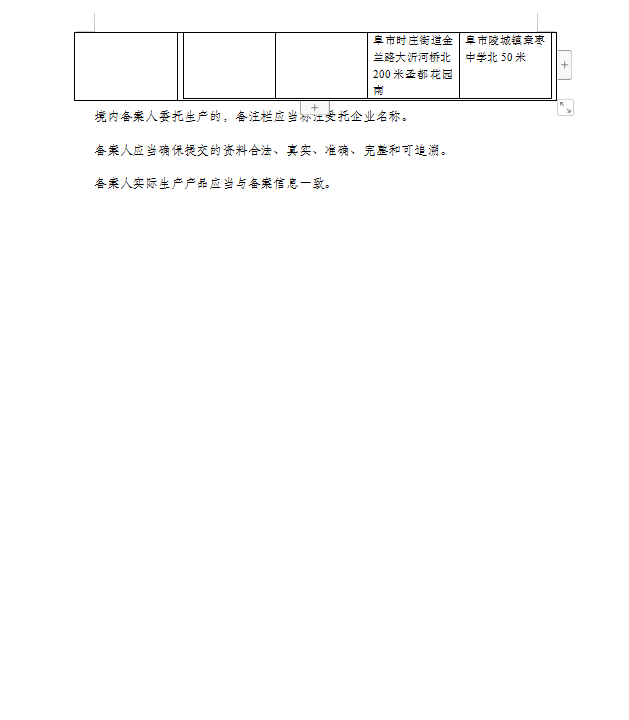 阜市时庄街道金
兰路大沂河桥北
200 米圣都花园
南
阜市陵城镇章枣
中学北 50 米
境内备案人委托生产的，备注栏应当标注受托企业名称。
备案人应当确保提交的资料合法、真实、准确、完整和可追溯。
备案人实际生产产品应当与备案信息一致。